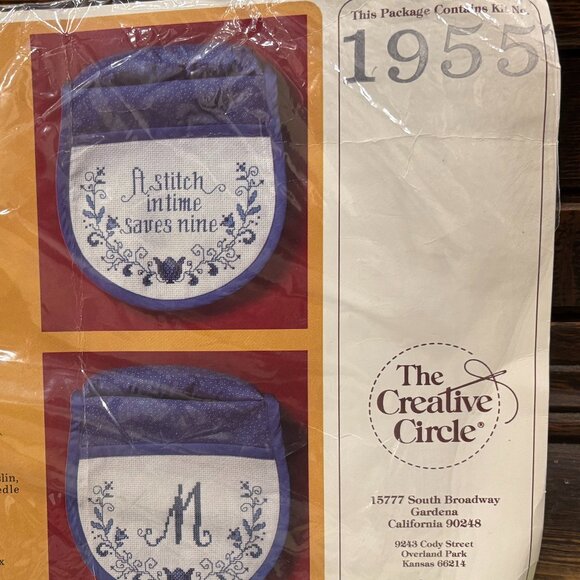 This Package Contains Kit No.
1955
A stitch
in time
saves nine
M
The
Creative
Circle®
15777 South Broadway
Gardena
California 90248
9243 Cody Street
Overland Park
Kansas 66214